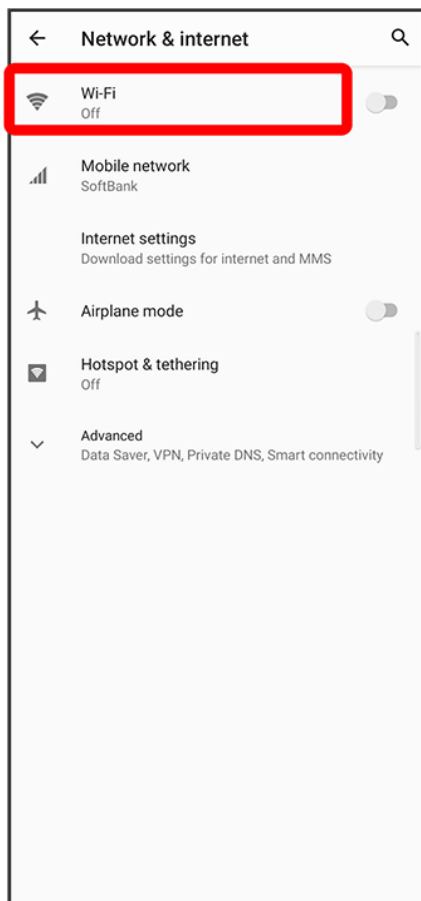 Network & internet
Wi-Fi
Off
Mobile network
SoftBank
Internet settings
Download settings for internet and MMS
Airplane mode
Hotspot & tethering
Off
Advanced
Data Saver, VPN, Private DNS, Smart connectivity